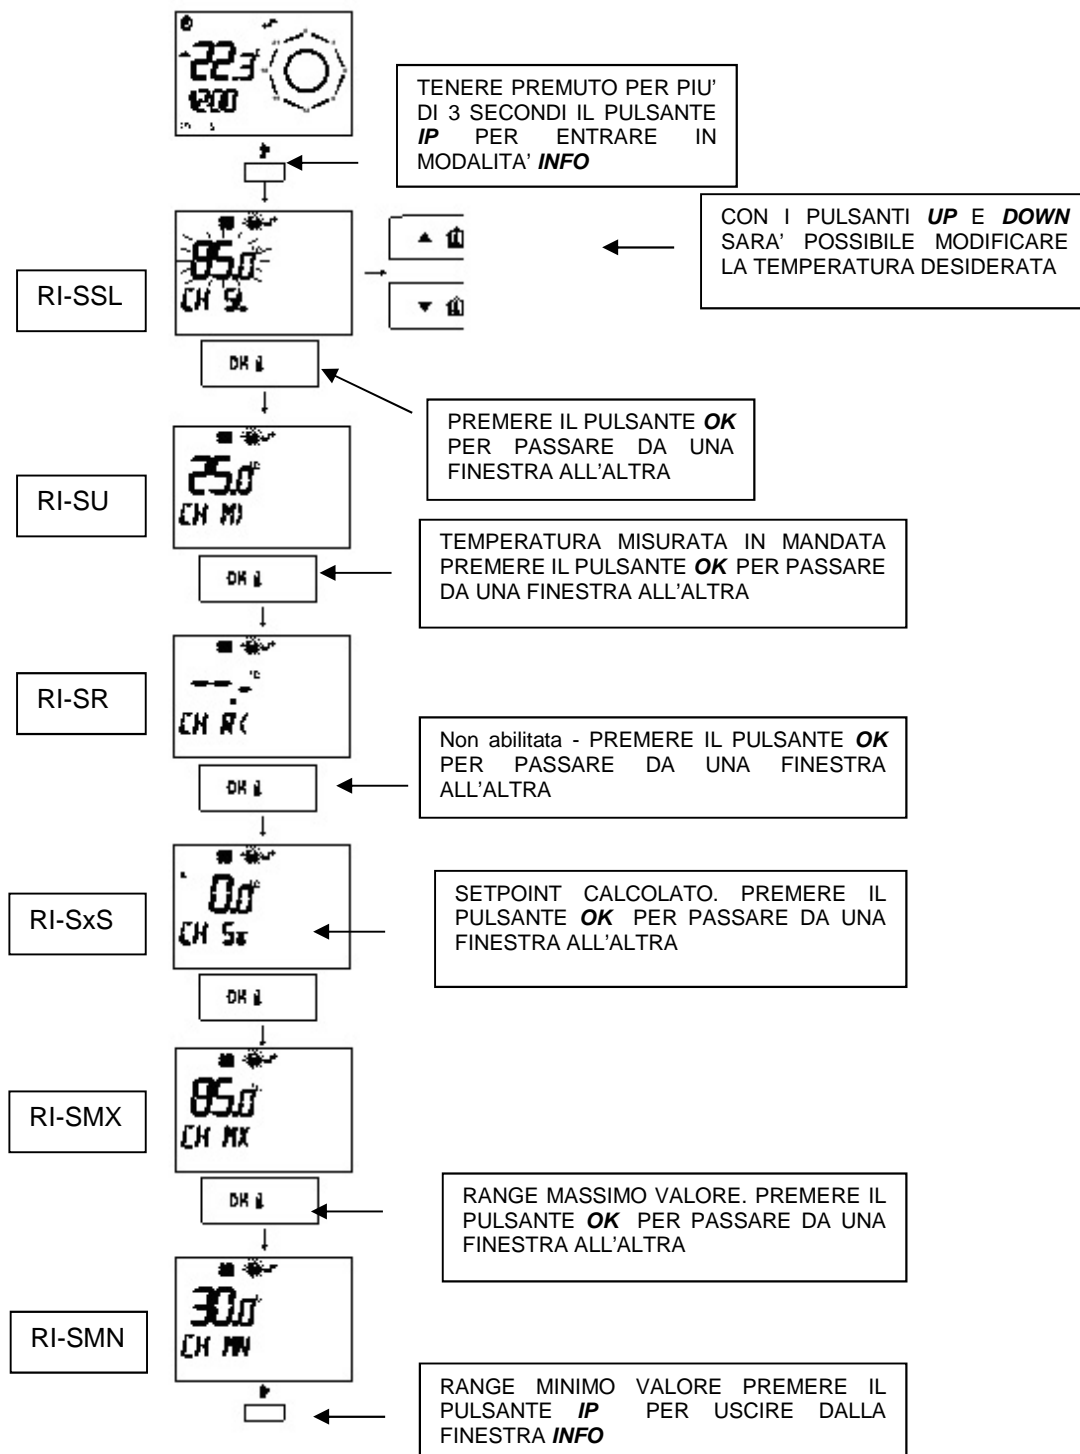 22.3
12:00
TENERE PREMUTO PER PIU'
DI 3 SECONDI IL PULSANTE
IP PER ENTRARE IN
MODALITA' INFO
CON I PULSANTI UP E DOWN
SARA' POSSIBILE MODIFICARE
LA TEMPERATURA DESIDERATA
RI-SSL
85.0
CH SL
OK i
PREMERE IL PULSANTE OK
PER PASSARE DA UNA
FINESTRA ALL'ALTRA
RI-SU
25.0°C
CH M)
OK i
TEMPERATURA MISURATA IN MANDATA
PREMERE IL PULSANTE OK PER PASSARE
DA UNA FINESTRA ALL'ALTRA
RI-SR
--.-°C
CH R(
OK i
Non abilitata - PREMERE IL PULSANTE OK
PER PASSARE DA UNA FINESTRA
ALL'ALTRA
RI-SxS
0.0°C
CH Sx
OK i
SETPOINT CALCOLATO. PREMERE IL
PULSANTE OK PER PASSARE DA UNA
FINESTRA ALL'ALTRA
RI-SMX
85.0
CH MX
OK i
RANGE MASSIMO VALORE. PREMERE IL
PULSANTE OK PER PASSARE DA UNA
FINESTRA ALL'ALTRA
RI-SMN
30.0
CH MN
RANGE MINIMO VALORE PREMERE IL
PULSANTE IP PER USCIRE DALLA
FINESTRA INFO